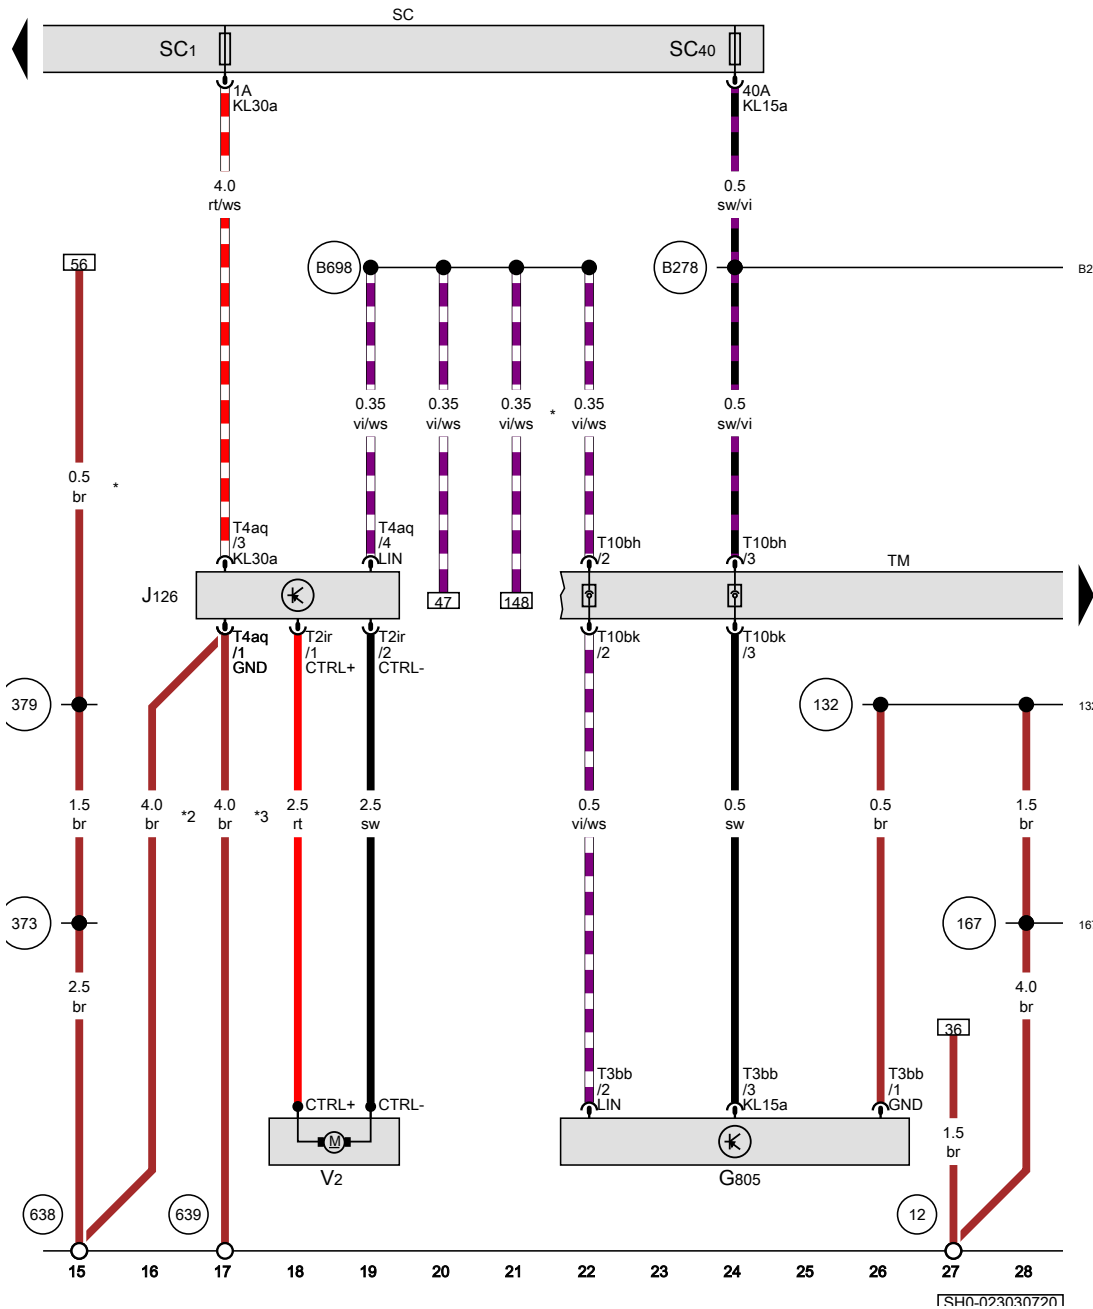 SC
SC1
SC40
1A
KL30a
40A
KL15a
4.0
rt/ws
0.5
sw/vi
56
B698
B278
B2
0.35
vi/ws
0.35
vi/ws
0.35
vi/ws
*
0.35
vi/ws
0.5
sw/vi
0.5
br
*
T4aq
/3
KL30a
T4aq
/4
LIN
T10bh
/2
T10bh
/3
TM
J126
47
148
T4aq
/1
GND
T2ir
/1
CTRL+
T2ir
/2
CTRL-
T10bk
/2
T10bk
/3
379
132
132
1.5
br
4.0
br
*2
4.0
br
*3
2.5
rt
2.5
sw
0.5
vi/ws
0.5
sw
0.5
br
1.5
br
373
167
167
2.5
br
4.0
br
36
T3bb
/2
LIN
T3bb
/3
KL15a
T3bb
/1
GND
CTRL+
CTRL-
M
1.5
br
V2
G805
638
639
12
15
16
17
18
19
20
21
22
23
24
25
26
27
28
SH0-023030720